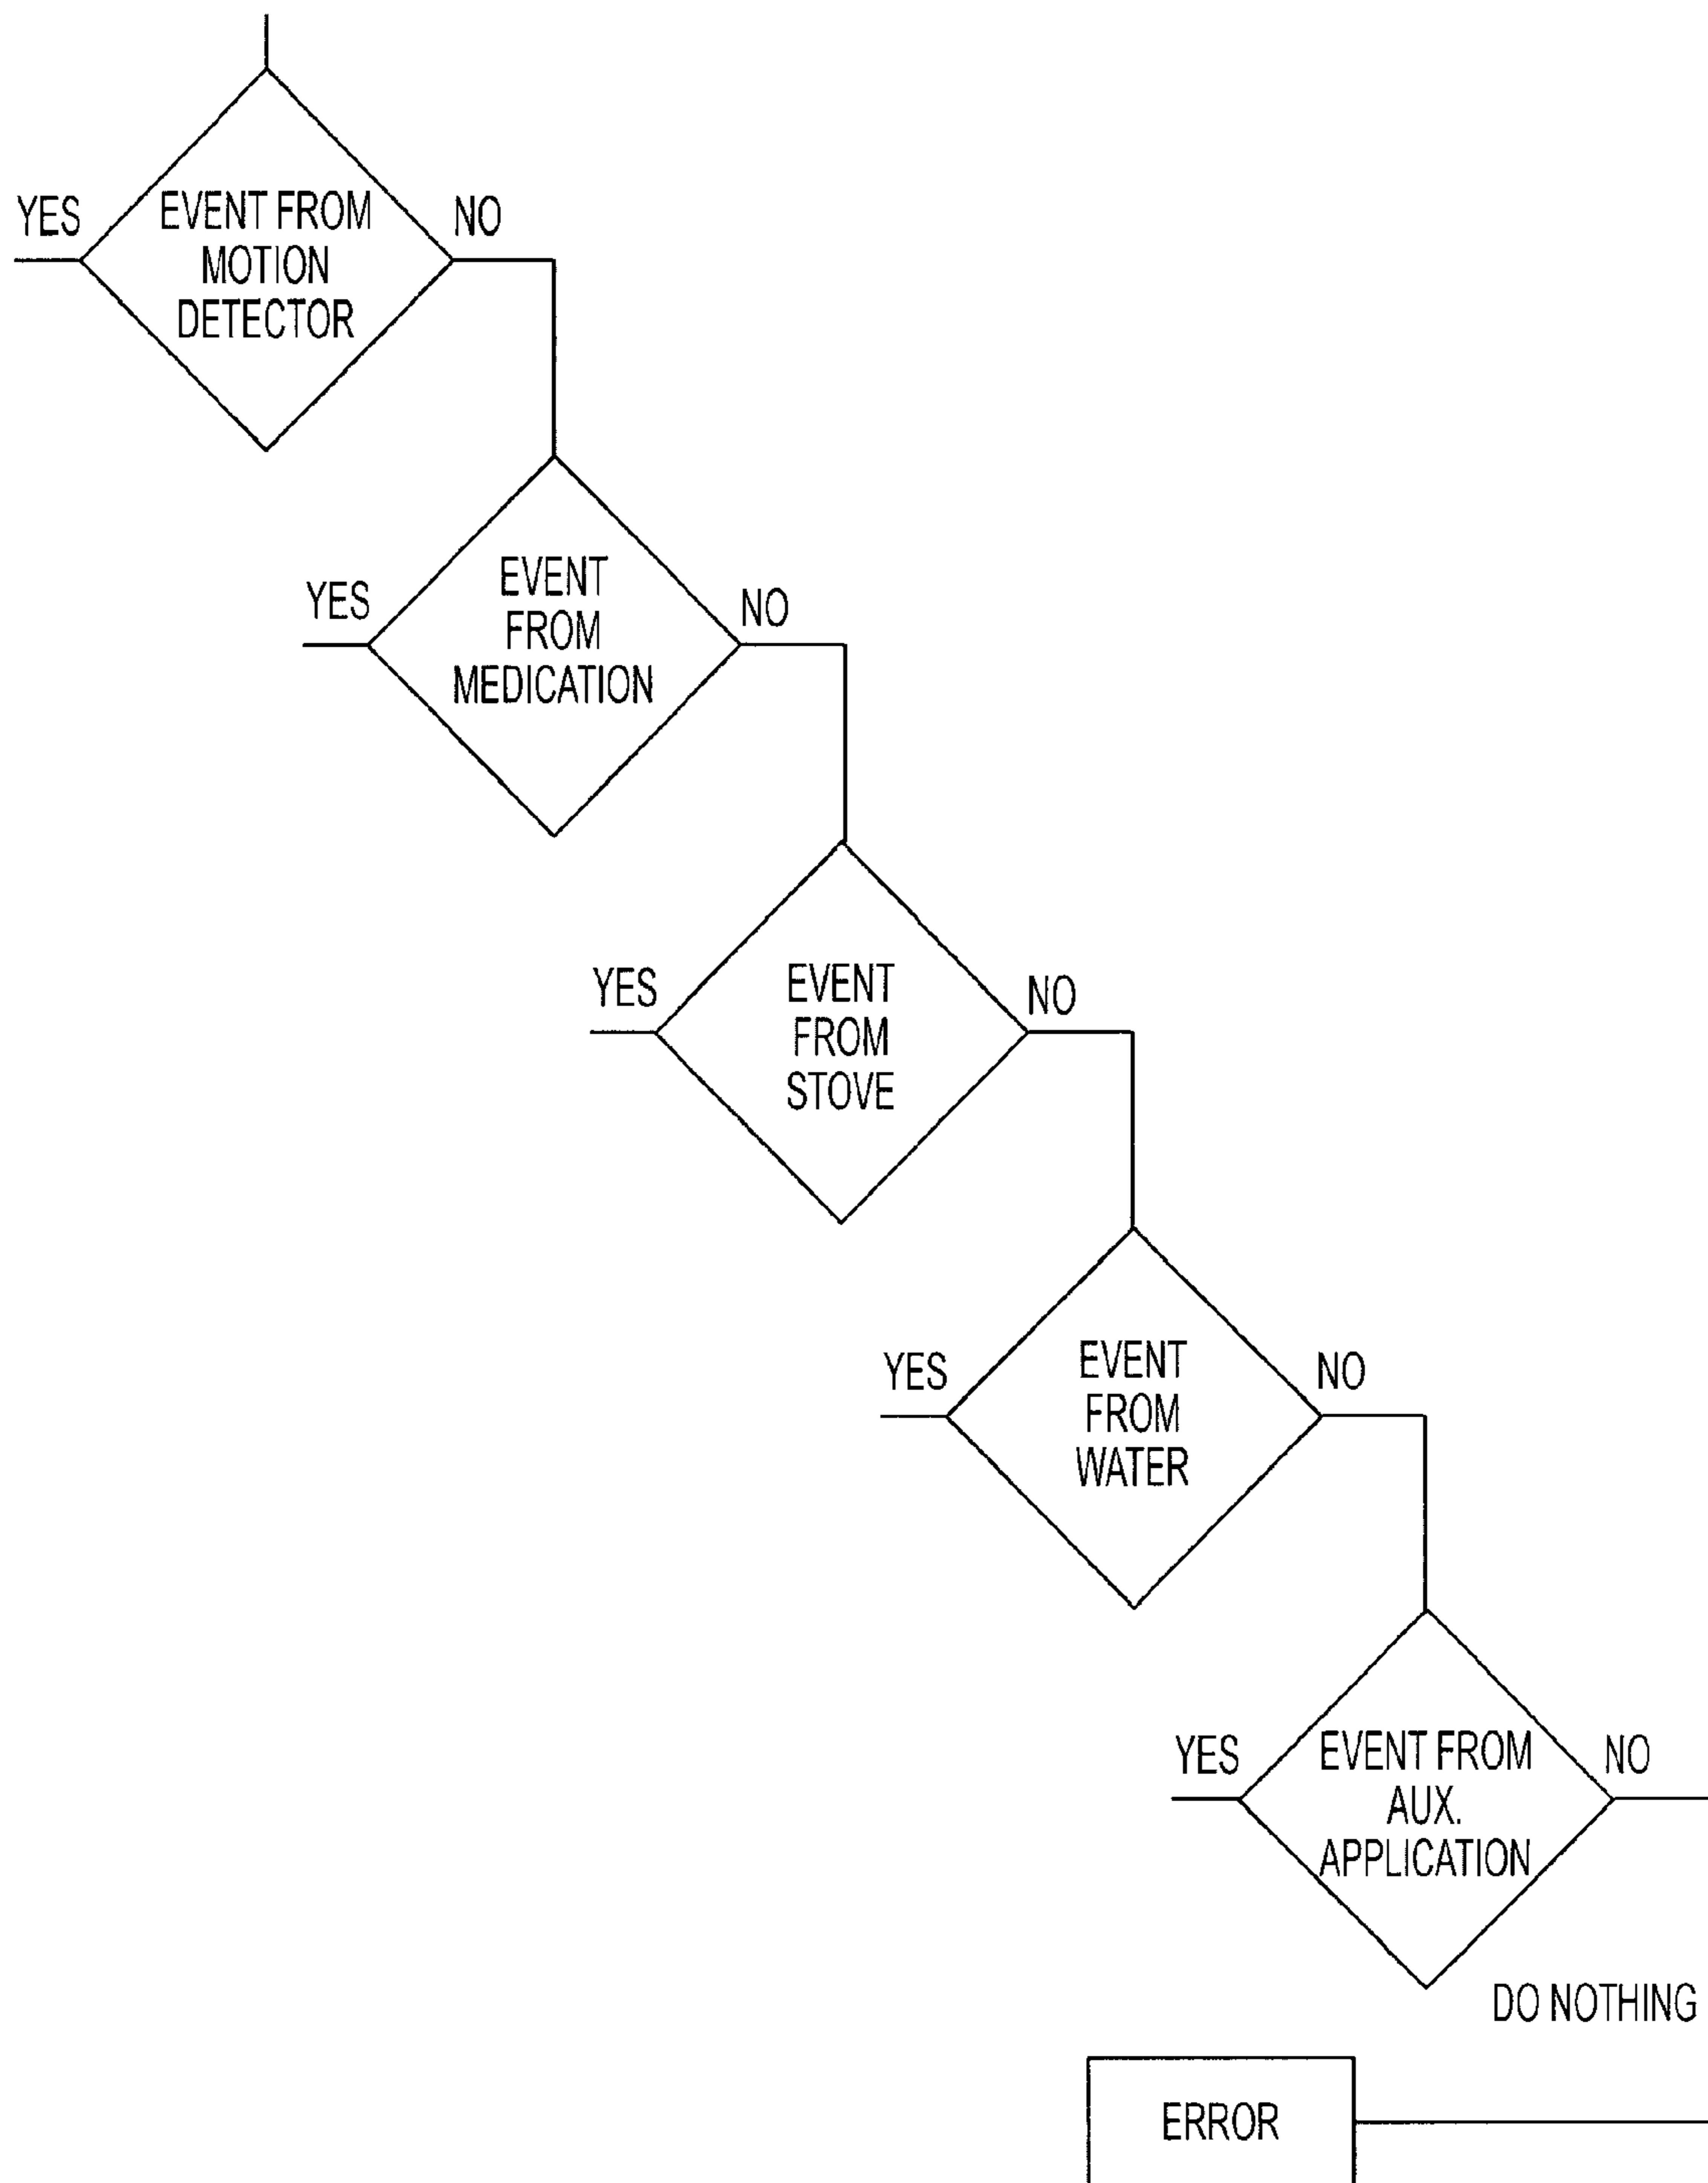 YES
EVENT FROM
MOTION
DETECTOR
NO
YES
EVENT
FROM
MEDICATION
NO
YES
EVENT
FROM
STOVE
NO
YES
EVENT
FROM
WATER
NO
YES
EVENT FROM
AUX.
APPLICATION
NO
DO NOTHING
ERROR